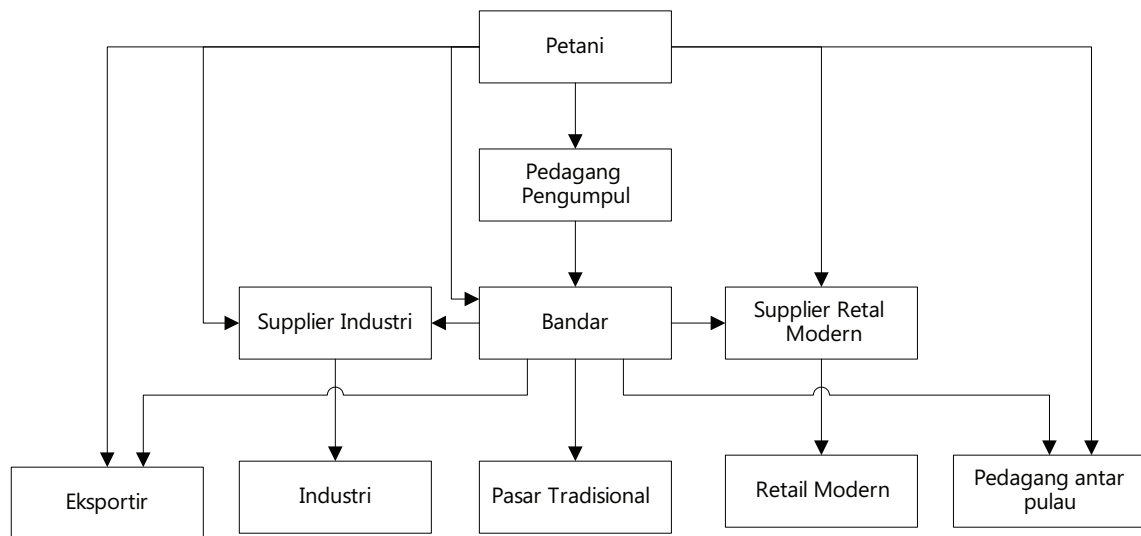 Petani
Pedagang
Pengumpul
Supplier Industri
Bandar
Supplier Retal
Modern
Eksportir
Industri
Pasar Tradisional
Retail Modern
Pedagang antar
pulau